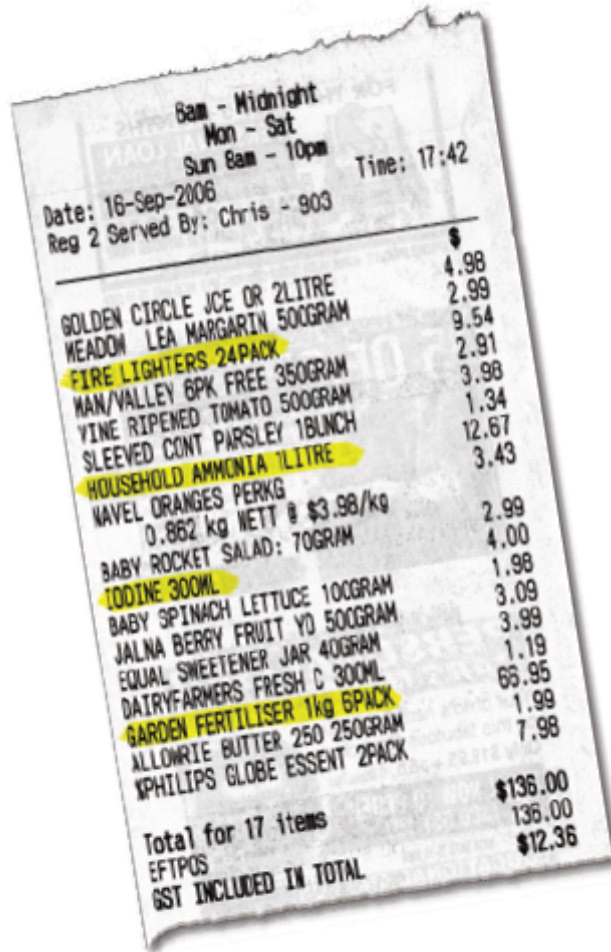 8am - Midnight
Mon - Sat
Sun 8am - 10pm
Date: 16-Sep-2006 Time: 17:42
Reg 2 Served By: Chris - 903
$
GOLDEN CIRCLE JCE OR 2LITRE 4.98
MEADOW LEA MARGARIN 500GRAM 2.99
FIRE LIGHTERS 24PACK 9.54
MAN/VALLEY 6PK FREE 350GRAM 2.91
VINE RIPENED TOMATO 500GRAM 3.98
SLEEVED CONT PARSLEY 1BUNCH 1.34
HOUSEHOLD AMMONIA 1LITRE 12.67
NAVEL ORANGES PERKG 3.43
0.862 kg NETT @ $3.98/kg
BABY ROCKET SALAD: 70GRAM 2.99
IODINE 300ML 4.00
BABY SPINACH LETTUCE 100GRAM 1.98
JALNA BERRY FRUIT YO 500GRAM 3.09
EQUAL SWEETENER JAR 40GRAM 3.99
DAIRYFARMERS FRESH C 300ML 1.19
GARDEN FERTILISER 1kg 6PACK 66.95
ALLOWRIE BUTTER 250 250GRAM 1.99
%PHILIPS GLOBE ESSENT 2PACK 7.98
Total for 17 items $136.00
EFTPOS 136.00
GST INCLUDED IN TOTAL $12.36